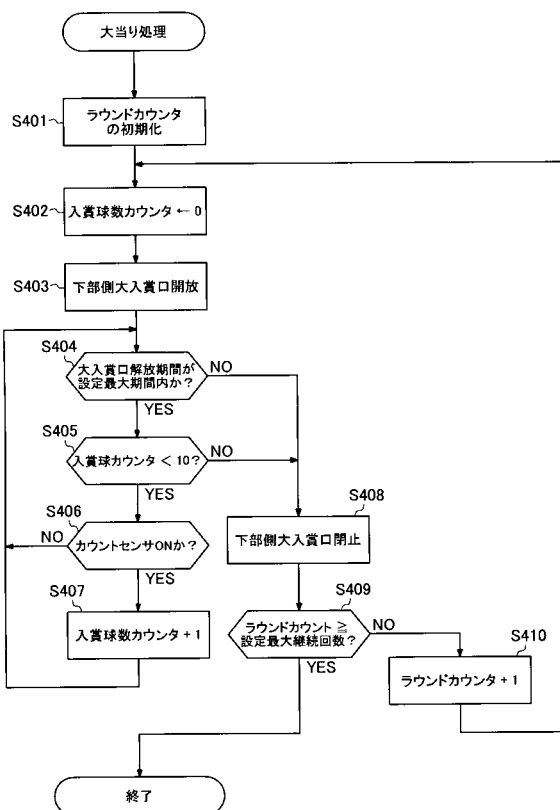 大当り処理
S401
ラウンドカウンタ
の初期化
S402
入賞球数カウンタ ← 0
S403
下部側大入賞口開放
S404
大入賞口解放期間が
設定最大期間内か？
NO
YES
S405
入賞球カウンタ < 10？
NO
YES
S406
カウントセンサONか？
NO
YES
S407
入賞球数カウンタ + 1
S408
下部側大入賞口閉止
S409
ラウンドカウント ≧
設定最大継続回数？
NO
YES
S410
ラウンドカウンタ + 1
終了